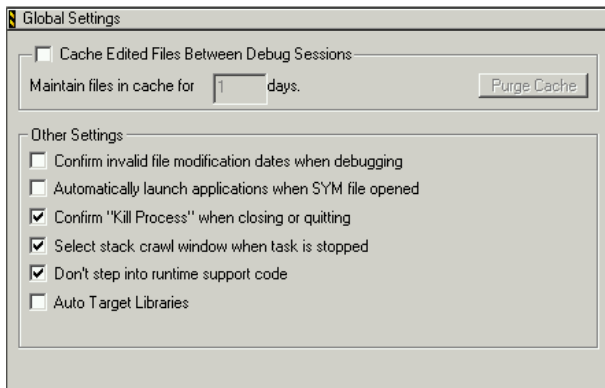 Global Settings
Cache Edited Files Between Debug Sessions
Maintain files in cache for 1 days. Purge Cache
Other Settings
Confirm invalid file modification dates when debugging
Automatically launch applications when SYM file opened
Confirm "Kill Process" when closing or quitting
Select stack crawl window when task is stopped
Don't step into runtime support code
Auto Target Libraries